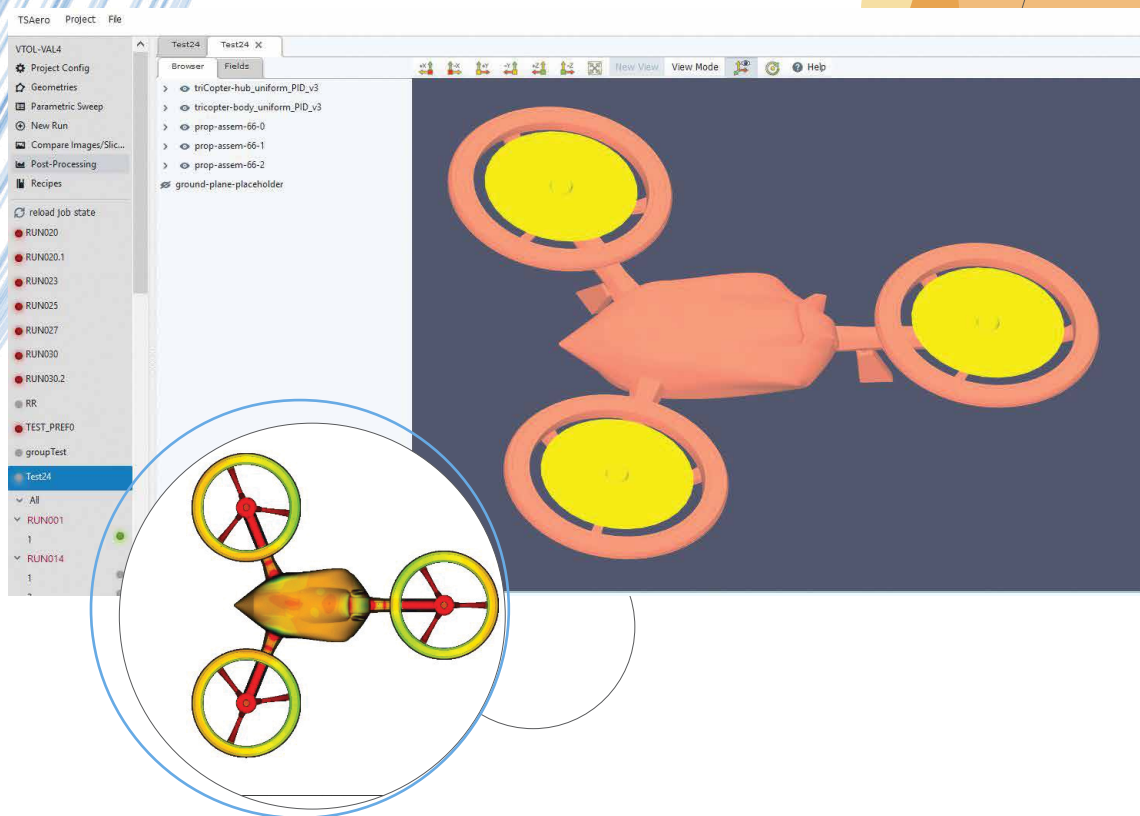 TSAero Project File
VTOL-VAL4
Project Config
Geometries
Parametric Sweep
New Run
Compare Images/Slic...
Post-Processing
Recipes
reload job state
RUN020
RUN020.1
RUN023
RUN025
RUN027
RUN030
RUN030.2
RR
TEST_PREF0
groupTest
Test24
All
RUN001
1
RUN014
1
Test24 Test24 X
Browser Fields
+X -X +Y -Y +Z -Z New View View Mode Help
triCopter-hub_uniform_PID_v3
tricopter-body_uniform_PID_v3
prop-assem-66-0
prop-assem-66-1
prop-assem-66-2
ground-plane-placeholder